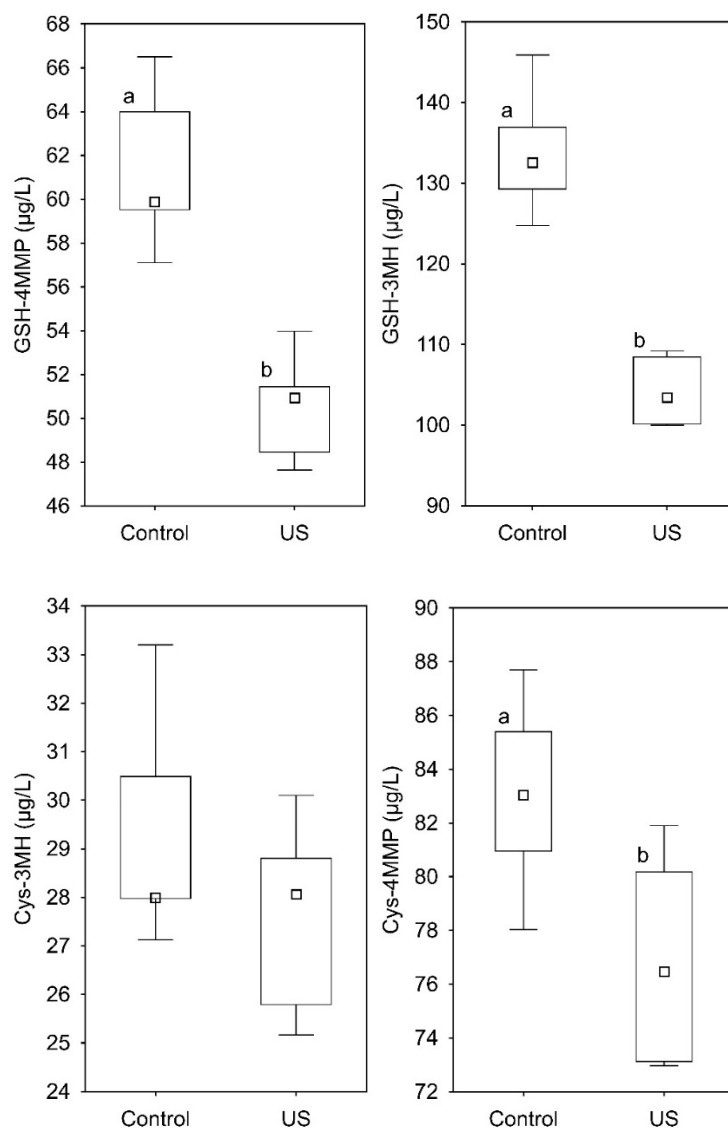 GSH-4MMP (µg/L)
68
66
64
62
60
58
56
54
52
50
48
46
a
b
Control US
GSH-3MH (µg/L)
150
140
130
120
110
100
90
a
b
Control US
Cys-3MH (µg/L)
34
33
32
31
30
29
28
27
26
25
24
Control US
Cys-4MMP (µg/L)
90
88
86
84
82
80
78
76
74
72
a
b
Control US